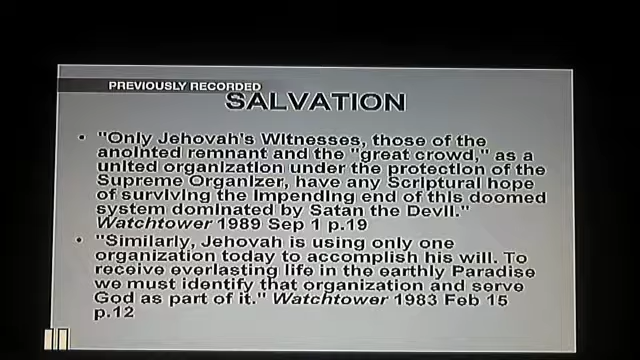 PREVIOUSLY RECORDED
SALVATION
• "Only Jehovah's Witnesses, those of the
anointed remnant and the "great crowd," as a
united organization under the protection of the
Supreme Organizer, have any Scriptural hope
of surviving the impending end of this doomed
system dominated by Satan the Devil."
Watchtower 1989 Sep 1 p.19
• "Similarly, Jehovah is using only one
organization today to accomplish his will. To
receive everlasting life in the earthly Paradise
we must identify that organization and serve
God as part of it." Watchtower 1983 Feb 15
p.12